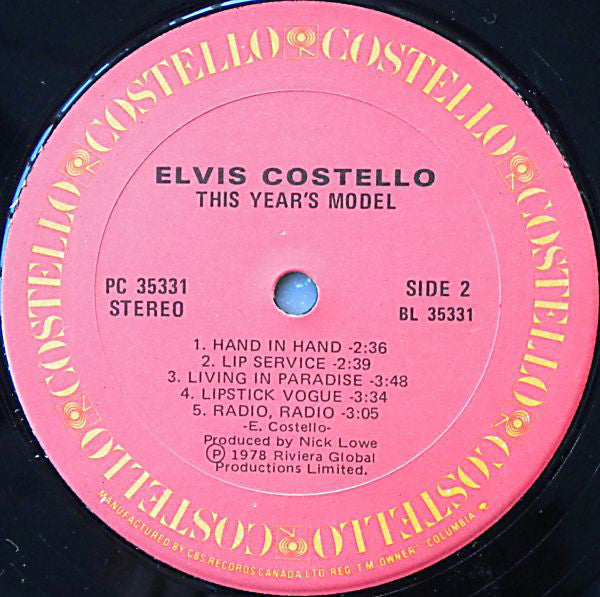 COSTELLO COSTELLO COSTELLO COSTELLO COSTELLO COSTELLO COSTELLO COSTELLO COSTELLO
ELVIS COSTELLO
THIS YEAR'S MODEL
PC 35331
STEREO
SIDE 2
BL 35331
1. HAND IN HAND -2:36
2. LIP SERVICE -2:39
3. LIVING IN PARADISE -3:48
4. LIPSTICK VOGUE -3:34
5. RADIO, RADIO -3:05
-E. Costello-
Produced by Nick Lowe
Ⓟ 1978 Riviera Global
Productions Limited.
MANUFACTURED BY CBS RECORDS CANADA LTD. REG. T.M. OWNER "COLUMBIA"